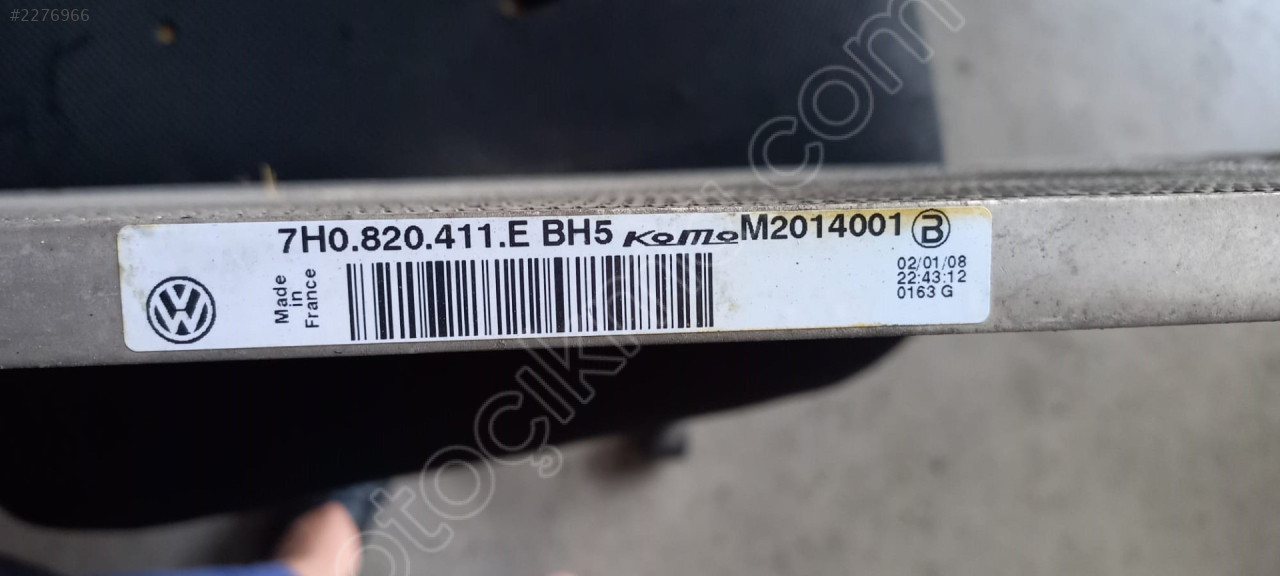 #2276966
7H0.820.411.E BH5 KoMo M2014001 B
Made in France
02/01/08
22:43:12
0163 G
VW
otoçıkma.com